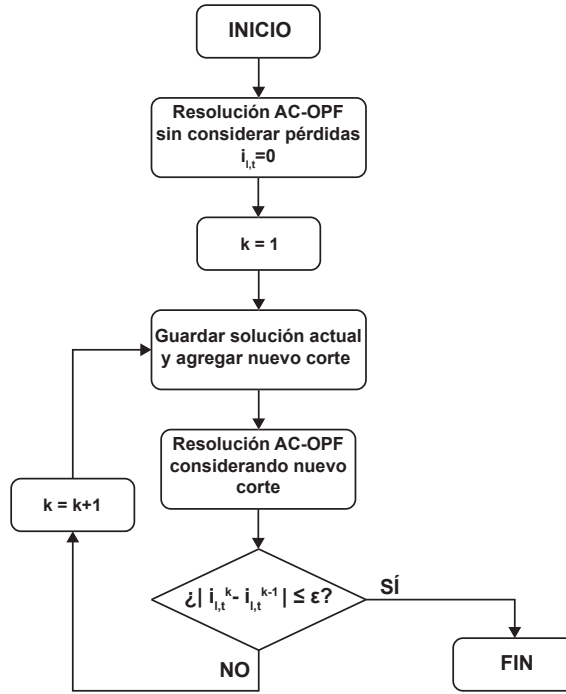 INICIO
Resolución AC-OPF
sin considerar pérdidas
i_{l,t}=0
k = 1
Guardar solución actual
y agregar nuevo corte
Resolución AC-OPF
considerando nuevo
corte
k = k+1
¿| i_{l,t}^k - i_{l,t}^{k-1} | ≤ ε?
SÍ
NO
FIN